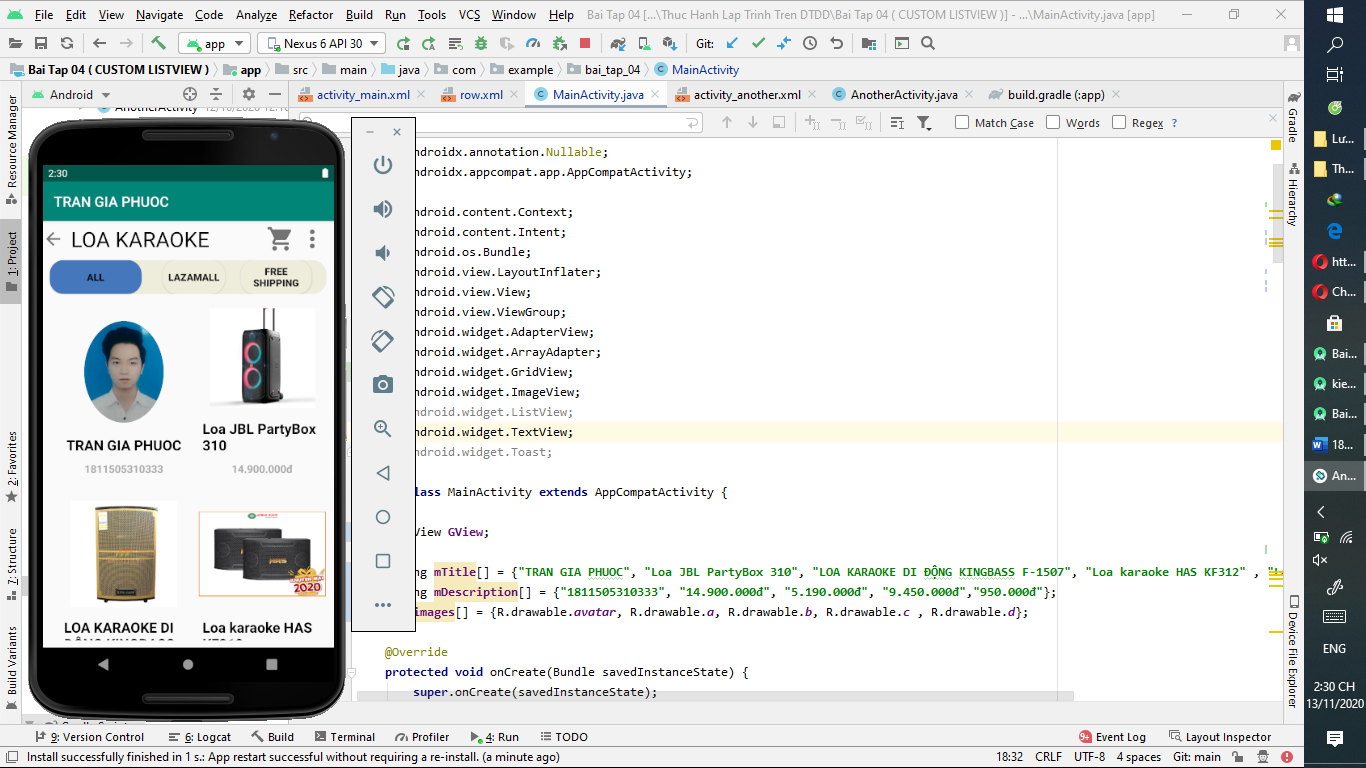 File Edit View Navigate Code Analyze Refactor Build Run Tools VCS Window Help Bai Tap 04 [...\Thuc Hanh Lap Trinh Tren DTDD\Bai Tap 04 ( CUSTOM LISTVIEW )] - ...\MainActivity.java [app]
app Nexus 6 API 30 Git:
Bai Tap 04 ( CUSTOM LISTVIEW ) app src main java com example bai_tap_04 MainActivity
Android activity_main.xml row.xml MainActivity.java activity_another.xml AnotherActivity.java build.gradle (:app)
Match Case Words Regex ?
Resource Manager
1: Project
2: Favorites
7: Structure
Build Variants
2:30
TRAN GIA PHUOC
LOA KARAOKE
ALL LAZAMALL FREE
SHIPPING
TRAN GIA PHUOC
1811505310333
Loa JBL PartyBox
310
14.900.000đ
LOA KARAOKE DI
Loa karaoke HAS
ndroidx.annotation.Nullable;
ndroidx.appcompat.app.AppCompatActivity;
ndroid.content.Context;
ndroid.content.Intent;
ndroid.os.Bundle;
ndroid.view.LayoutInflater;
ndroid.view.View;
ndroid.view.ViewGroup;
ndroid.widget.AdapterView;
ndroid.widget.ArrayAdapter;
ndroid.widget.GridView;
ndroid.widget.ImageView;
ndroid.widget.ListView;
ndroid.widget.TextView;
ndroid.widget.Toast;
lass MainActivity extends AppCompatActivity {
View GView;
ng mTitle[] = {"TRAN GIA PHUOC", "Loa JBL PartyBox 310", "LOA KARAOKE DI ĐỘNG KINGBASS F-1507", "Loa karaoke HAS KF312" ,
ng mDescription[] = {"1811505310333", "14.900.000đ", "5.190.000đ", "9.450.000đ","950.000đ"};
images[] = {R.drawable.avatar, R.drawable.a, R.drawable.b, R.drawable.c , R.drawable.d};
@Override
protected void onCreate(Bundle savedInstanceState) {
super.onCreate(savedInstanceState);
Gradle
Hierarchy
Device File Explorer
9: Version Control 6: Logcat Build Terminal Profiler 4: Run TODO Event Log Layout Inspector
Install successfully finished in 1 s.: App restart successful without requiring a re-install. (a minute ago) 18:32 CRLF UTF-8 4 spaces Git: main
Lư...
Th...
htt...
Ch...
Bai...
kie...
Bai...
18...
An...
ENG
2:30 CH
13/11/2020